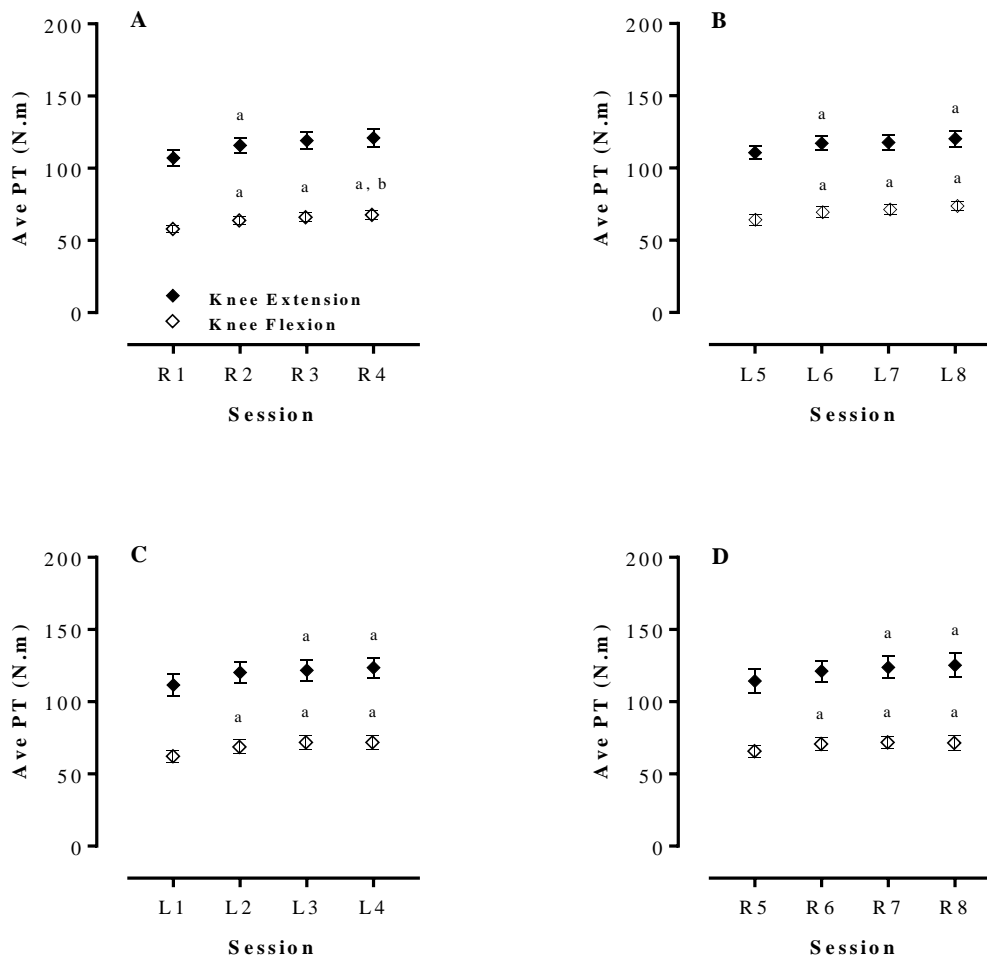 A
200
150
100
50
0
Ave PT (N.m)
a
a
a
a, b
Knee Extension
Knee Flexion
R1 R2 R3 R4
Session
B
200
150
100
50
0
Ave PT (N.m)
a
a
a
a
a
L5 L6 L7 L8
Session
C
200
150
100
50
0
Ave PT (N.m)
a
a
a
a
a
L1 L2 L3 L4
Session
D
200
150
100
50
0
Ave PT (N.m)
a
a
a
a
a
R5 R6 R7 R8
Session